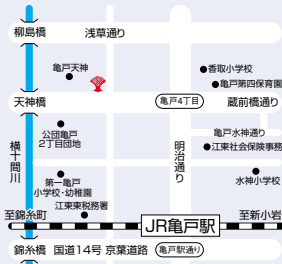 柳島橋
浅草通り
亀戸天神
香取小学校
亀戸第四保育園
天神橋
亀戸4丁目
蔵前橋通り
公団亀戸
2丁目団地
亀戸水神通り
江東社会保険事務
横十間川
明治通り
第一亀戸
小学校・幼稚園
水神小学校
江東東税務署
至錦糸町
JR亀戸駅
至新小岩
錦糸橋
国道14号 京葉道路
亀戸駅通り